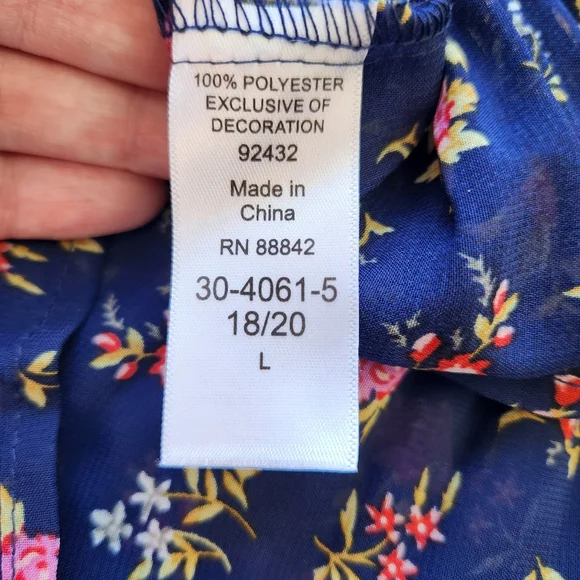 100% POLYESTER
EXCLUSIVE OF
DECORATION
92432
Made in
China
RN 88842
30-4061-5
18/20
L